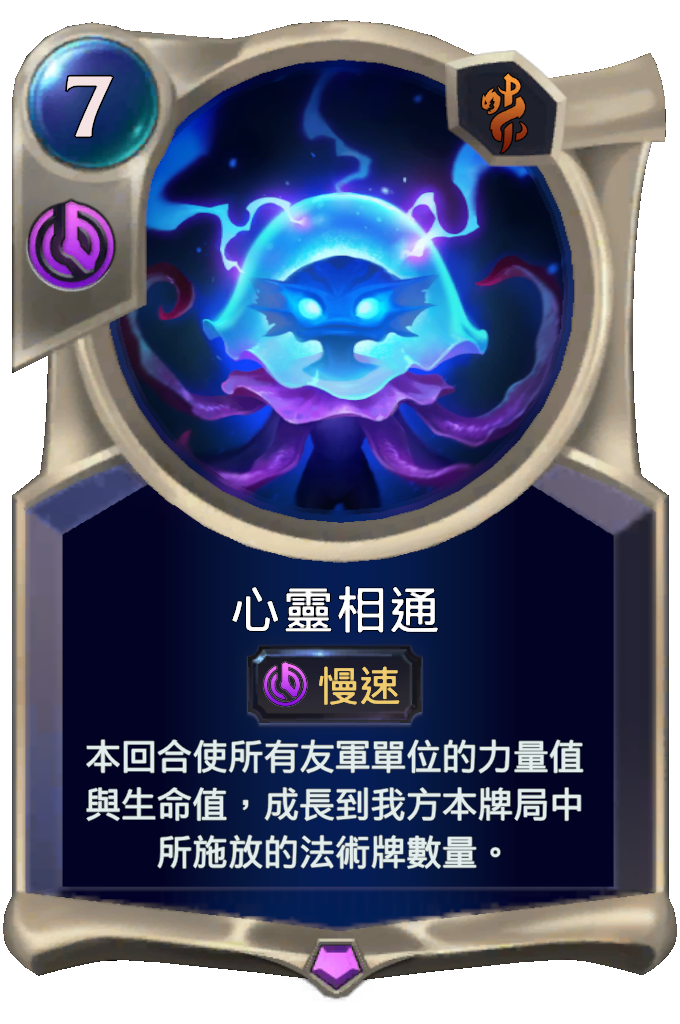 7
心靈相通
慢速
本回合使所有友軍單位的力量值
與生命值，成長到我方本牌局中
所施放的法術牌數量。